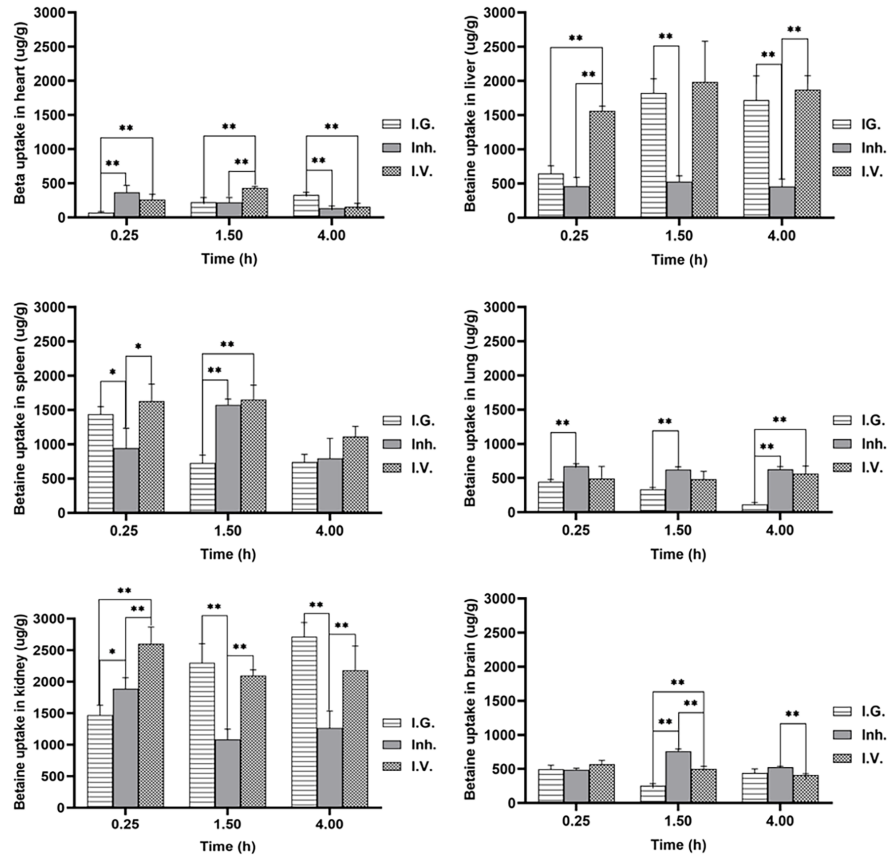 Beta uptake in heart (ug/g)
3000
2500
2000
1500
1000
500
0
** ** ** ** ** **
0.25 1.50 4.00
Time (h)
I.G.
Inh.
I.V.
Betaine uptake in liver (ug/g)
3000
2500
2000
1500
1000
500
0
** ** ** ** **
0.25 1.50 4.00
Time (h)
IG.
Inh.
I.V.
Betaine uptake in spleen (ug/g)
3000
2500
2000
1500
1000
500
0
* * ** **
0.25 1.50 4.00
Time (h)
I.G.
Inh.
I.V.
Betaine uptake in lung (ug/g)
3000
2500
2000
1500
1000
500
0
** ** ** **
0.25 1.50 4.00
Time (h)
I.G.
Inh.
I.V.
Betaine uptake in kidney (ug/g)
3000
2500
2000
1500
1000
500
0
** ** * ** ** ** **
0.25 1.50 4.00
Time (h)
I.G.
Inh.
I.V.
Betaine uptake in brain (ug/g)
3000
2500
2000
1500
1000
500
0
** ** ** **
0.25 1.50 4.00
Time (h)
I.G.
Inh.
I.V.